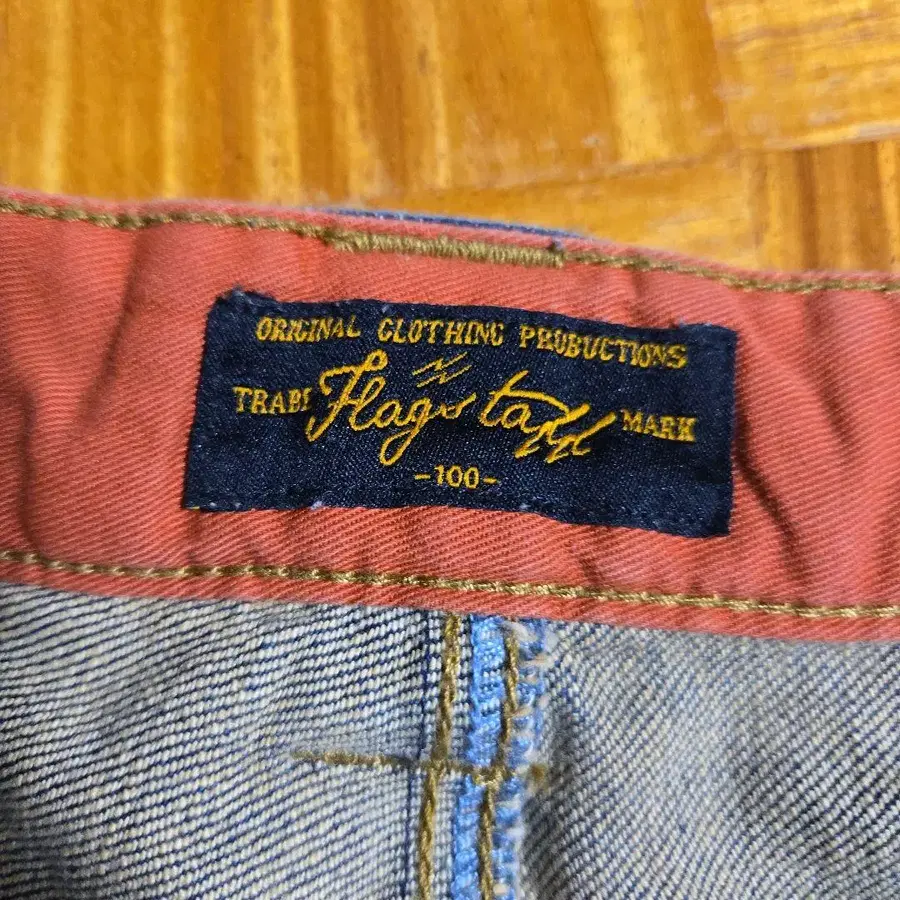 ORIGINAL CLOTHING PRODUCTIONS
TRADE Flagstaff MARK
-100-